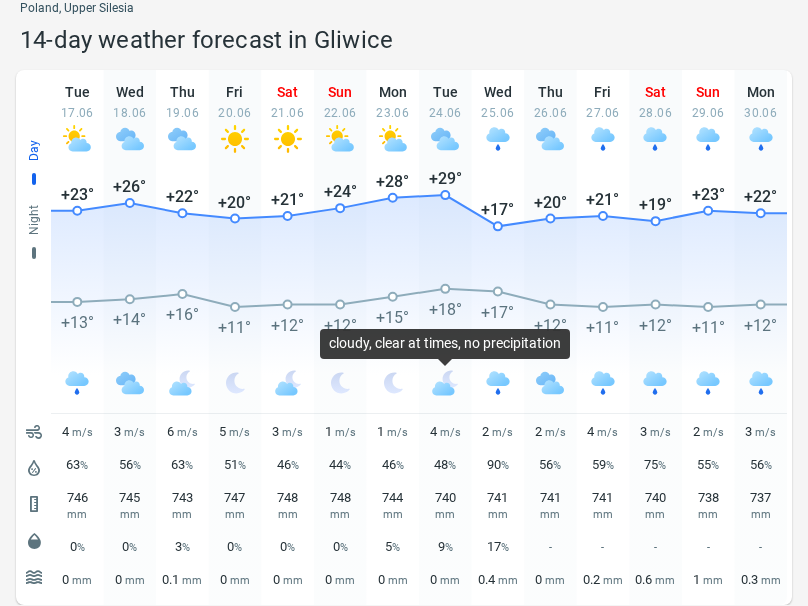 Poland, Upper Silesia
14-day weather forecast in Gliwice
Tue Wed Thu Fri Sat Sun Mon Tue Wed Thu Fri Sat Sun Mon
17.06 18.06 19.06 20.06 21.06 22.06 23.06 24.06 25.06 26.06 27.06 28.06 29.06 30.06
Day
+23° +26° +22° +20° +21° +24° +28° +29° +17° +20° +21° +19° +23° +22°
Night
+13° +14° +16° +11° +12° +12° +15° +18° +17° +12° +11° +12° +11° +12°
cloudy, clear at times, no precipitation
4 m/s 3 m/s 6 m/s 5 m/s 3 m/s 1 m/s 1 m/s 4 m/s 2 m/s 2 m/s 4 m/s 3 m/s 2 m/s 3 m/s
63% 56% 63% 51% 46% 44% 46% 48% 90% 56% 59% 75% 55% 56%
746 745 743 747 748 748 744 740 741 741 741 740 738 737
mm mm mm mm mm mm mm mm mm mm mm mm mm mm
0% 0% 3% 0% 0% 0% 5% 9% 17% - - - - -
0 mm 0 mm 0.1 mm 0 mm 0 mm 0 mm 0 mm 0 mm 0.4 mm 0 mm 0.2 mm 0.6 mm 1 mm 0.3 mm